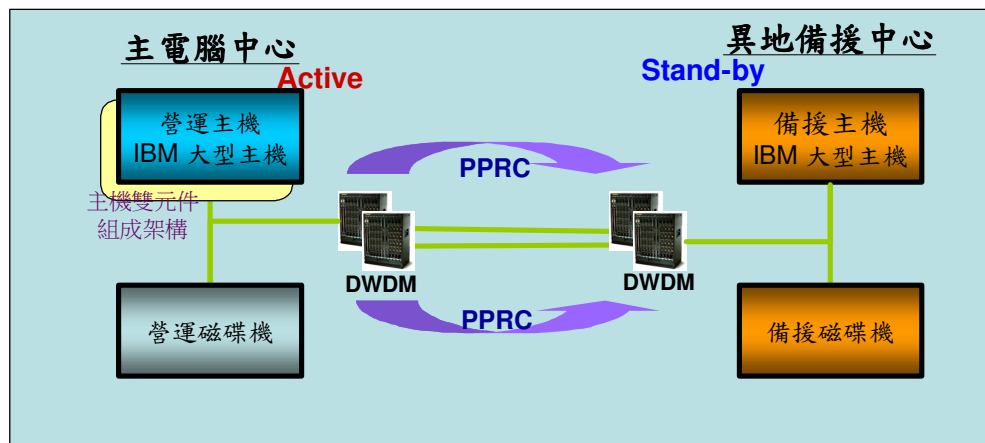 主電腦中心
異地備援中心
Active
Stand-by
營運主機
IBM 大型主機
備援主機
IBM 大型主機
PPRC
主機雙元件
組成架構
DWDM
DWDM
PPRC
營運磁碟機
備援磁碟機